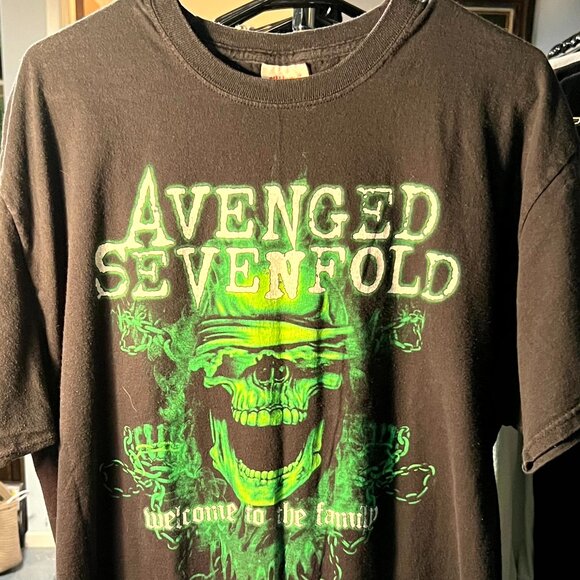 AVENGED
SEVENFOLD
welcome to the family